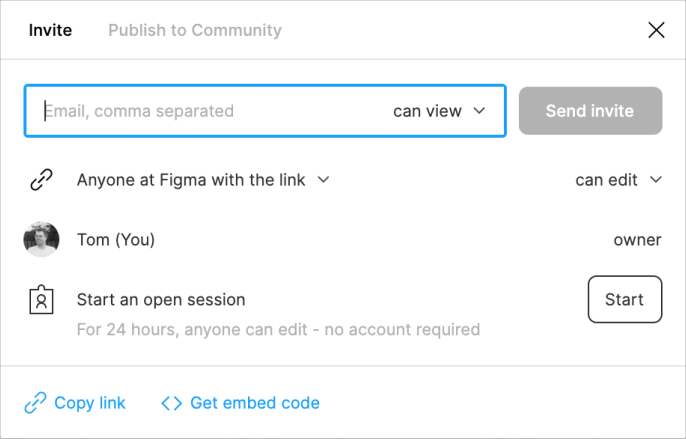 Invite Publish to Community
Email, comma separated can view Send invite
Anyone at Figma with the link can edit
Tom (You) owner
Start an open session Start
For 24 hours, anyone can edit - no account required
Copy link Get embed code